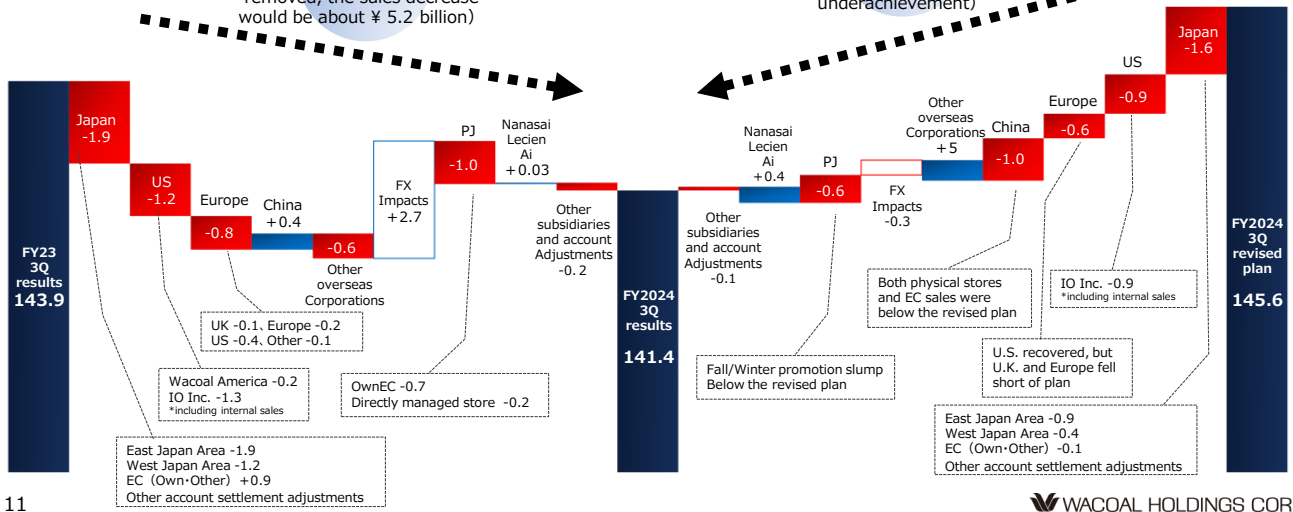 removed, the sales decrease
would be about ¥ 5.2 billion)
underachievement)
FY23
3Q
results
143.9
Japan
-1.9
US
-1.2
Europe
-0.8
China
+0.4
-0.6
Other
overseas
Corporations
FX
Impacts
+2.7
PJ
-1.0
Nanasai
Lecien
Ai
+0.03
Other
subsidiaries
and account
Adjustments
-0. 2
FY2024
3Q
results
141.4
Other
subsidiaries
and account
Adjustments
-0.1
Nanasai
Lecien
Ai
+0.4
PJ
-0.6
FX
Impacts
-0.3
Other
overseas
Corporations
+5
China
-1.0
Europe
-0.6
US
-0.9
Japan
-1.6
FY2024
3Q
revised
plan
145.6
UK -0.1、Europe -0.2
US -0.4、Other -0.1
Wacoal America -0.2
IO Inc. -1.3
*including internal sales
East Japan Area -1.9
West Japan Area -1.2
EC（Own・Other）+0.9
Other account settlement adjustments
OwnEC -0.7
Directly managed store -0.2
Fall/Winter promotion slump
Below the revised plan
Both physical stores
and EC sales were
below the revised plan
U.S. recovered, but
U.K. and Europe fell
short of plan
IO Inc. -0.9
*including internal sales
East Japan Area -0.9
West Japan Area -0.4
EC（Own・Other）-0.1
Other account settlement adjustments
11
WACOAL HOLDINGS COR